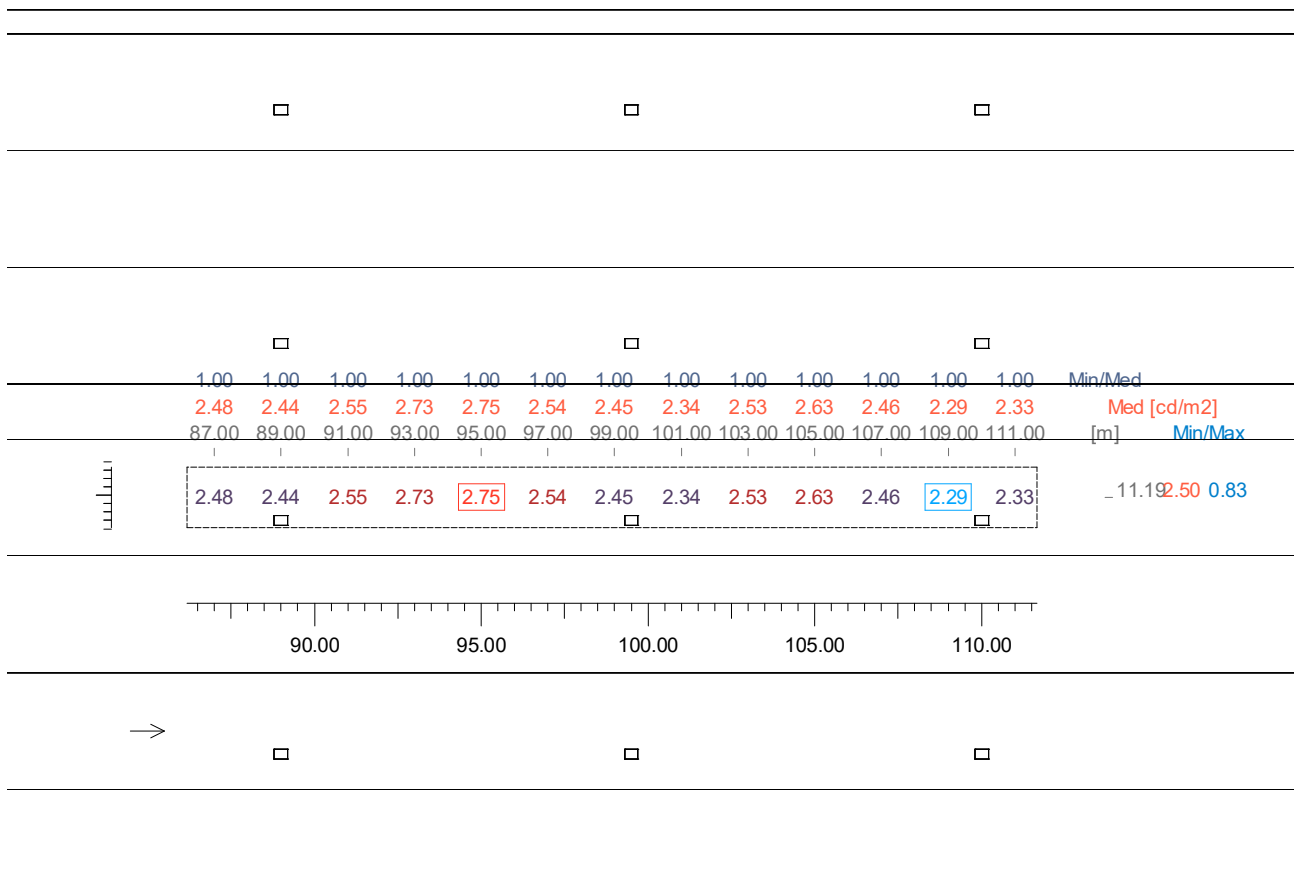 1.00 1.00 1.00 1.00 1.00 1.00 1.00 1.00 1.00 1.00 1.00 1.00 1.00 Min/Med
2.48 2.44 2.55 2.73 2.75 2.54 2.45 2.34 2.53 2.63 2.46 2.29 2.33 Med [cd/m2]
87.00 89.00 91.00 93.00 95.00 97.00 99.00 101.00 103.00 105.00 107.00 109.00 111.00 [m] Min/Max
2.48 2.44 2.55 2.73 2.75 2.54 2.45 2.34 2.53 2.63 2.46 2.29 2.33 _ 11.19 2.50 0.83
90.00 95.00 100.00 105.00 110.00